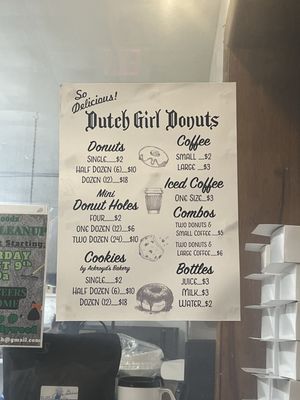 So
Delicious!
Dutch Girl Donuts
Donuts
SINGLE......$2
HALF DOZEN (6)....$10
DOZEN (12)......$18
Mini
Donut Holes
FOUR......$2
ONE DOZEN (12)...$6
TWO DOZEN (24)....$10
Cookies
by Ackroyd's Bakery
SINGLE......$2
HALF DOZEN (6)....$10
DOZEN (12)......$18
Coffee
SMALL ...$2
LARGE ...$3
Iced Coffee
ONE SIZE...$3
Combos
TWO DONUTS &
SMALL COFFEE ...$5
TWO DONUTS &
LARGE COFFEE...$6
Bottles
JUICE...$3
MILK...$3
WATER...$2
Starting